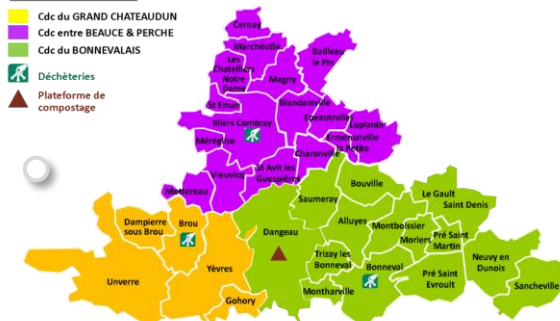 Cdc du GRAND CHATEAUDUN
Cdc entre BEAUCE & PERCHE
Cdc du BONNEVALAIS
Déchèteries
Plateforme de
compostage
Cernay
Marchéville
Bailleau
le Pin
Les
Chatelliers
Notre
Dame
Magny
St Eman
Blandainville
Epeautrolles
Luplanté
Illiers Combray
Ermenonville
la Petite
Méréglise
Charonville
Vieuvicq
St Avit les
Guespières
Mottereau
Bouville
Saumeray
Le Gault
Saint Denis
Dampierre
sous Brou
Brou
Alluyes
Montboissier
Dangeau
Moriers
Pré Saint
Martin
Trizay les
Bonneval
Bonneval
Neuvy en
Dunois
Unverre
Yèvres
Pré Saint
Evroult
Montharville
Sancheville
Gohory